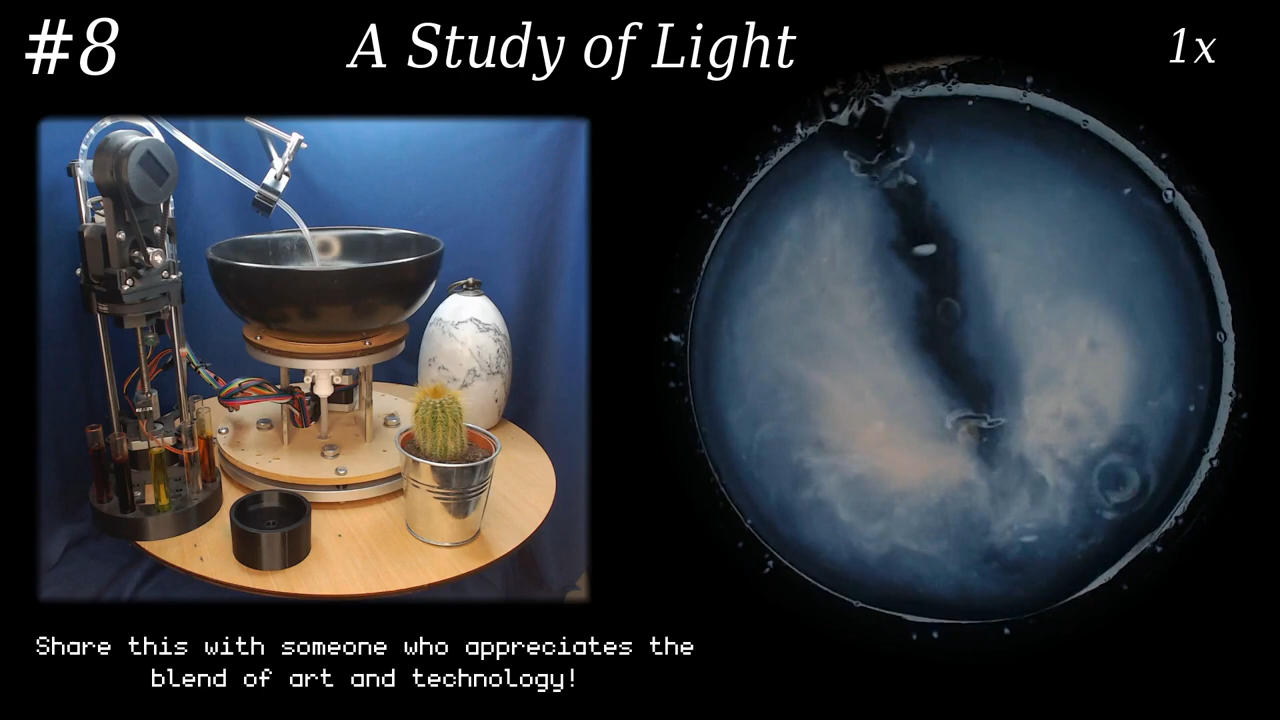 #8
A Study of Light
1x
Share this with someone who appreciates the
blend of art and technology!